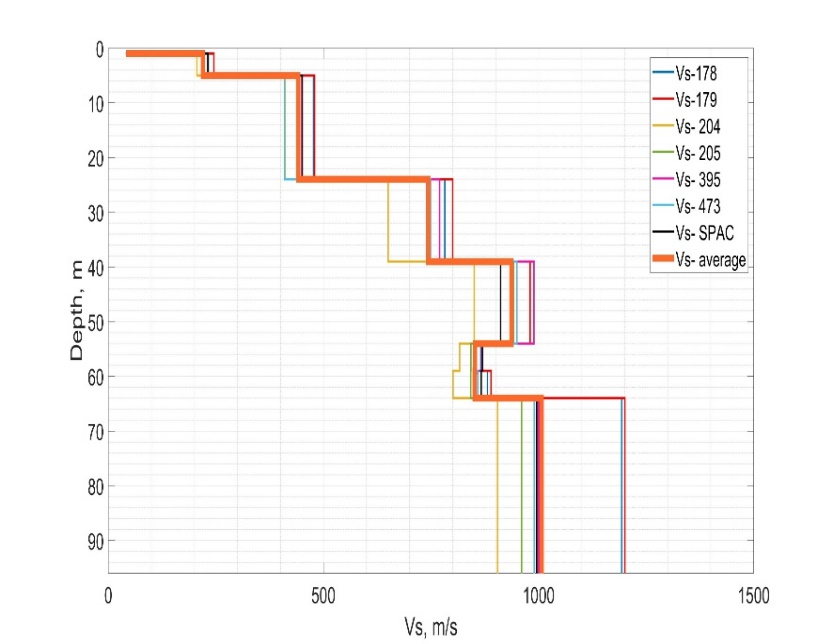 0
10
20
30
40
50
60
70
80
90
Depth, m
0
500
1000
1500
Vs, m/s
Vs-178
Vs-179
Vs- 204
Vs- 205
Vs- 395
Vs- 473
Vs- SPAC
Vs- average